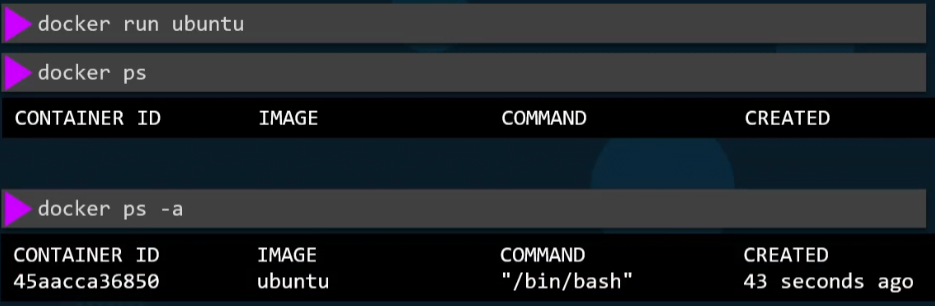 docker run ubuntu
docker ps
CONTAINER ID IMAGE COMMAND CREATED
docker ps -a
CONTAINER ID IMAGE COMMAND CREATED
45aacca36850 ubuntu "/bin/bash" 43 seconds ago